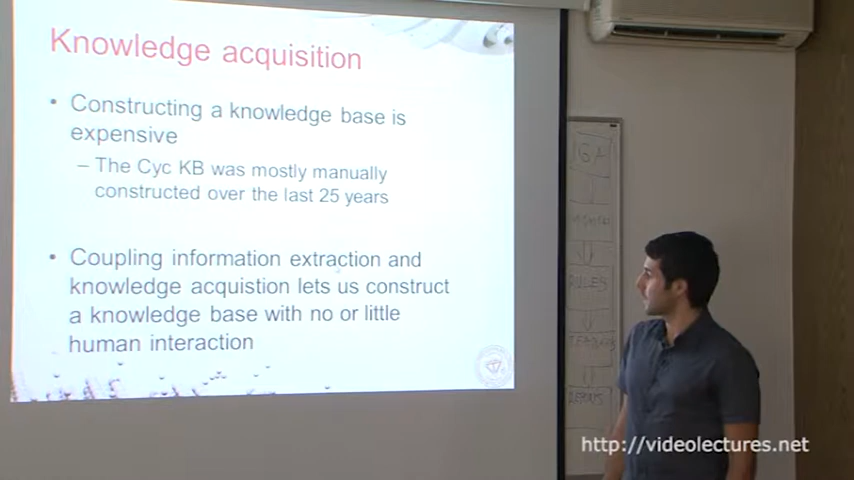 Knowledge acquisition
• Constructing a knowledge base is
expensive
– The Cyc KB was mostly manually
constructed over the last 25 years
• Coupling information extraction and
knowledge acquistion lets us construct
a knowledge base with no or little
human interaction
GA
RULES
http://videolectures.net